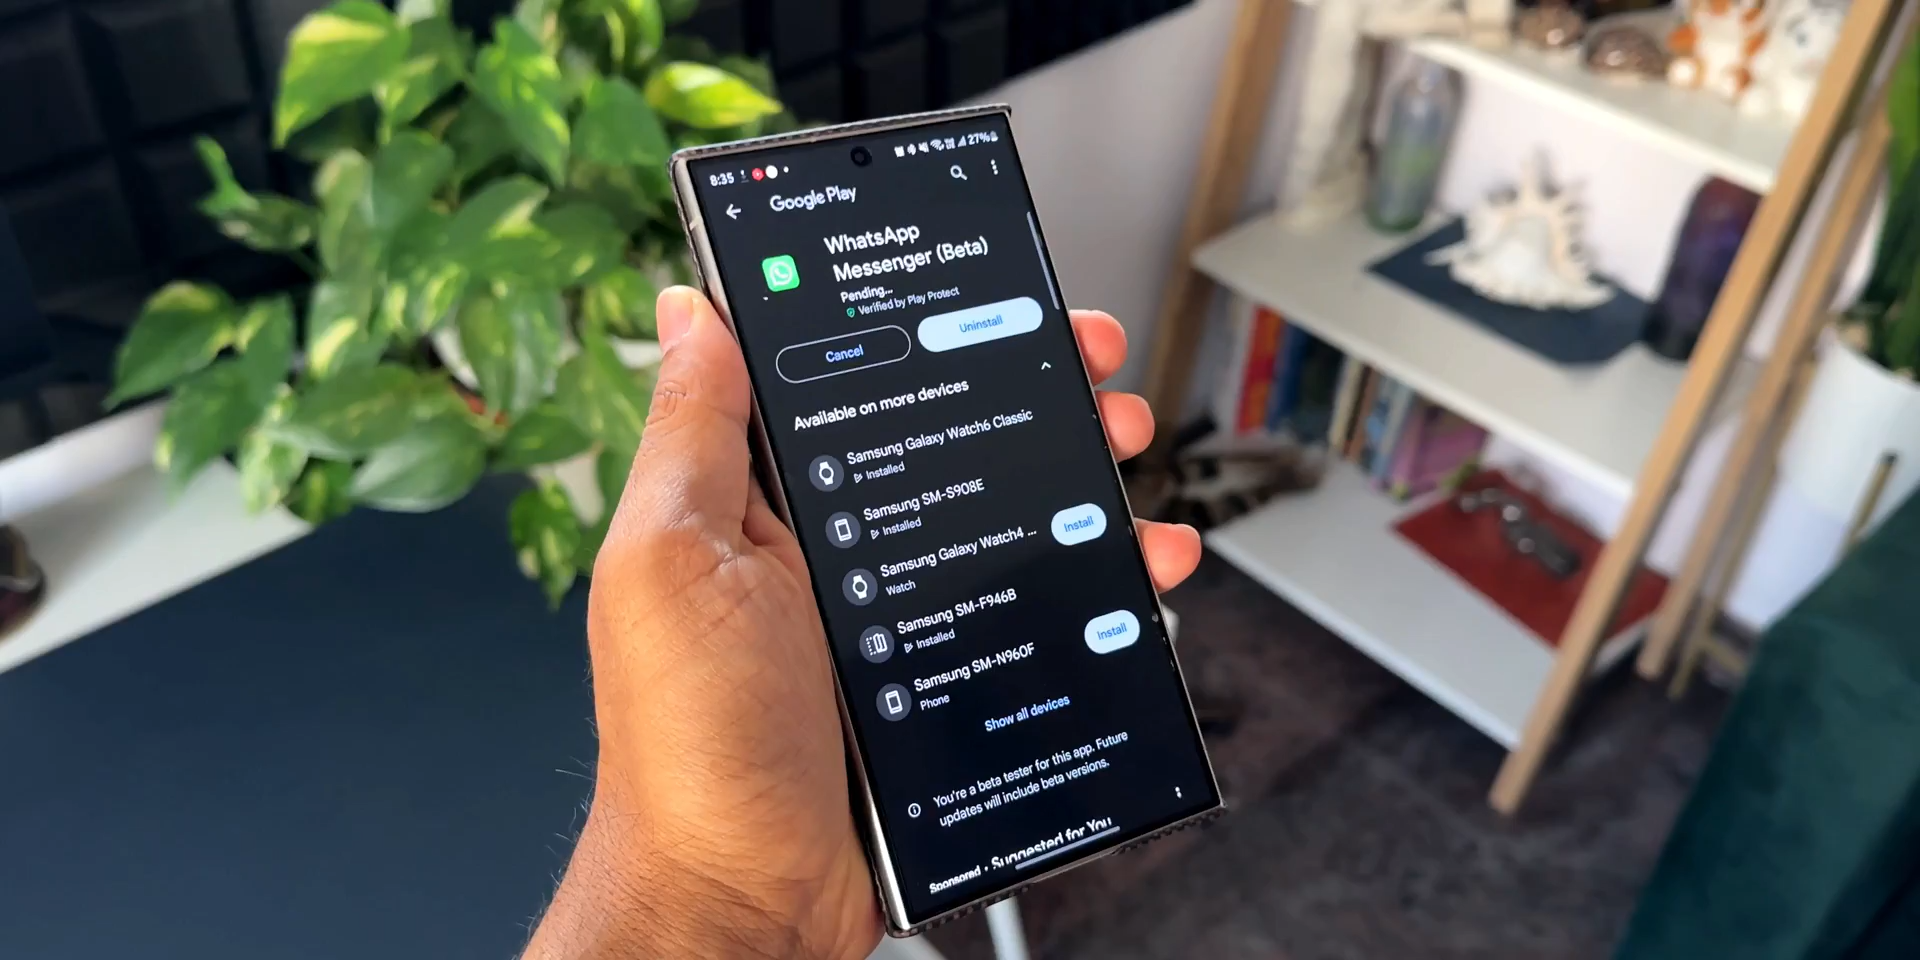 8:35
27%
Google Play
WhatsApp
Messenger (Beta)
Pending...
Verified by Play Protect
Cancel
Uninstall
Available on more devices
Samsung Galaxy Watch6 Classic
Installed
Samsung SM-S908E
Installed
Samsung Galaxy Watch4 ...
Watch
Install
Samsung SM-F946B
Installed
Samsung SM-N960F
Phone
Install
Show all devices
You're a beta tester for this app. Future
updates will include beta versions.
Sponsored • Suggested for You